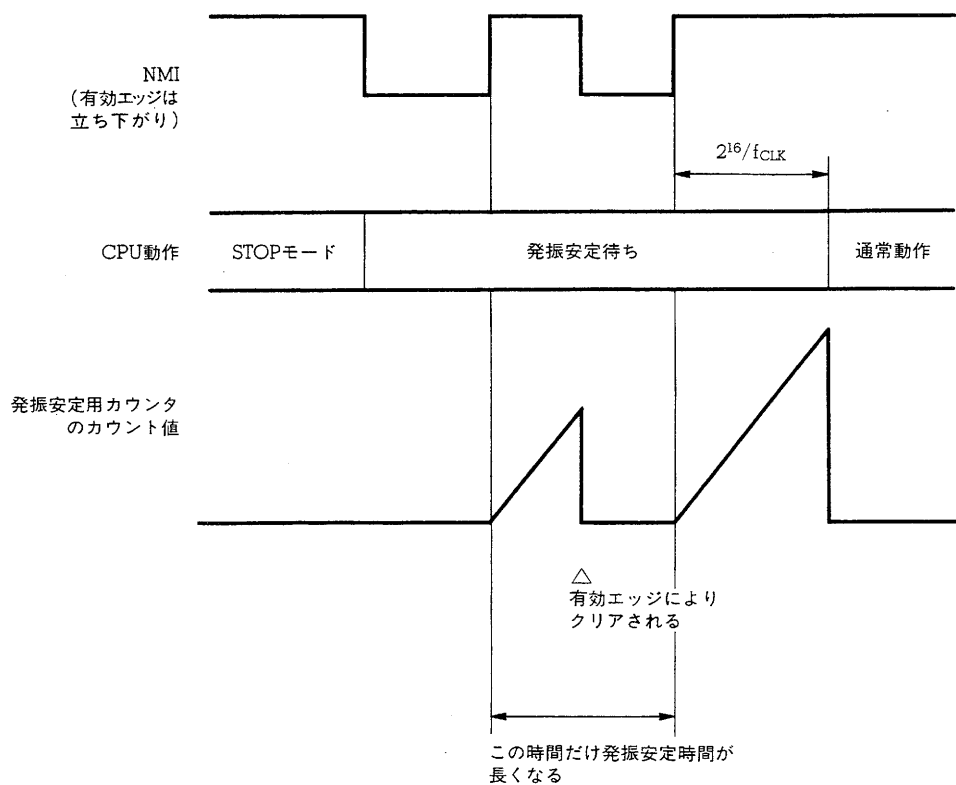 NMI
(有効エッジは
立ち下がり)
2¹⁶/fCLK
CPU動作
STOPモード
発振安定待ち
通常動作
発振安定用カウンタ
のカウント値
有効エッジにより
クリアされる
この時間だけ発振安定時間が
長くなる